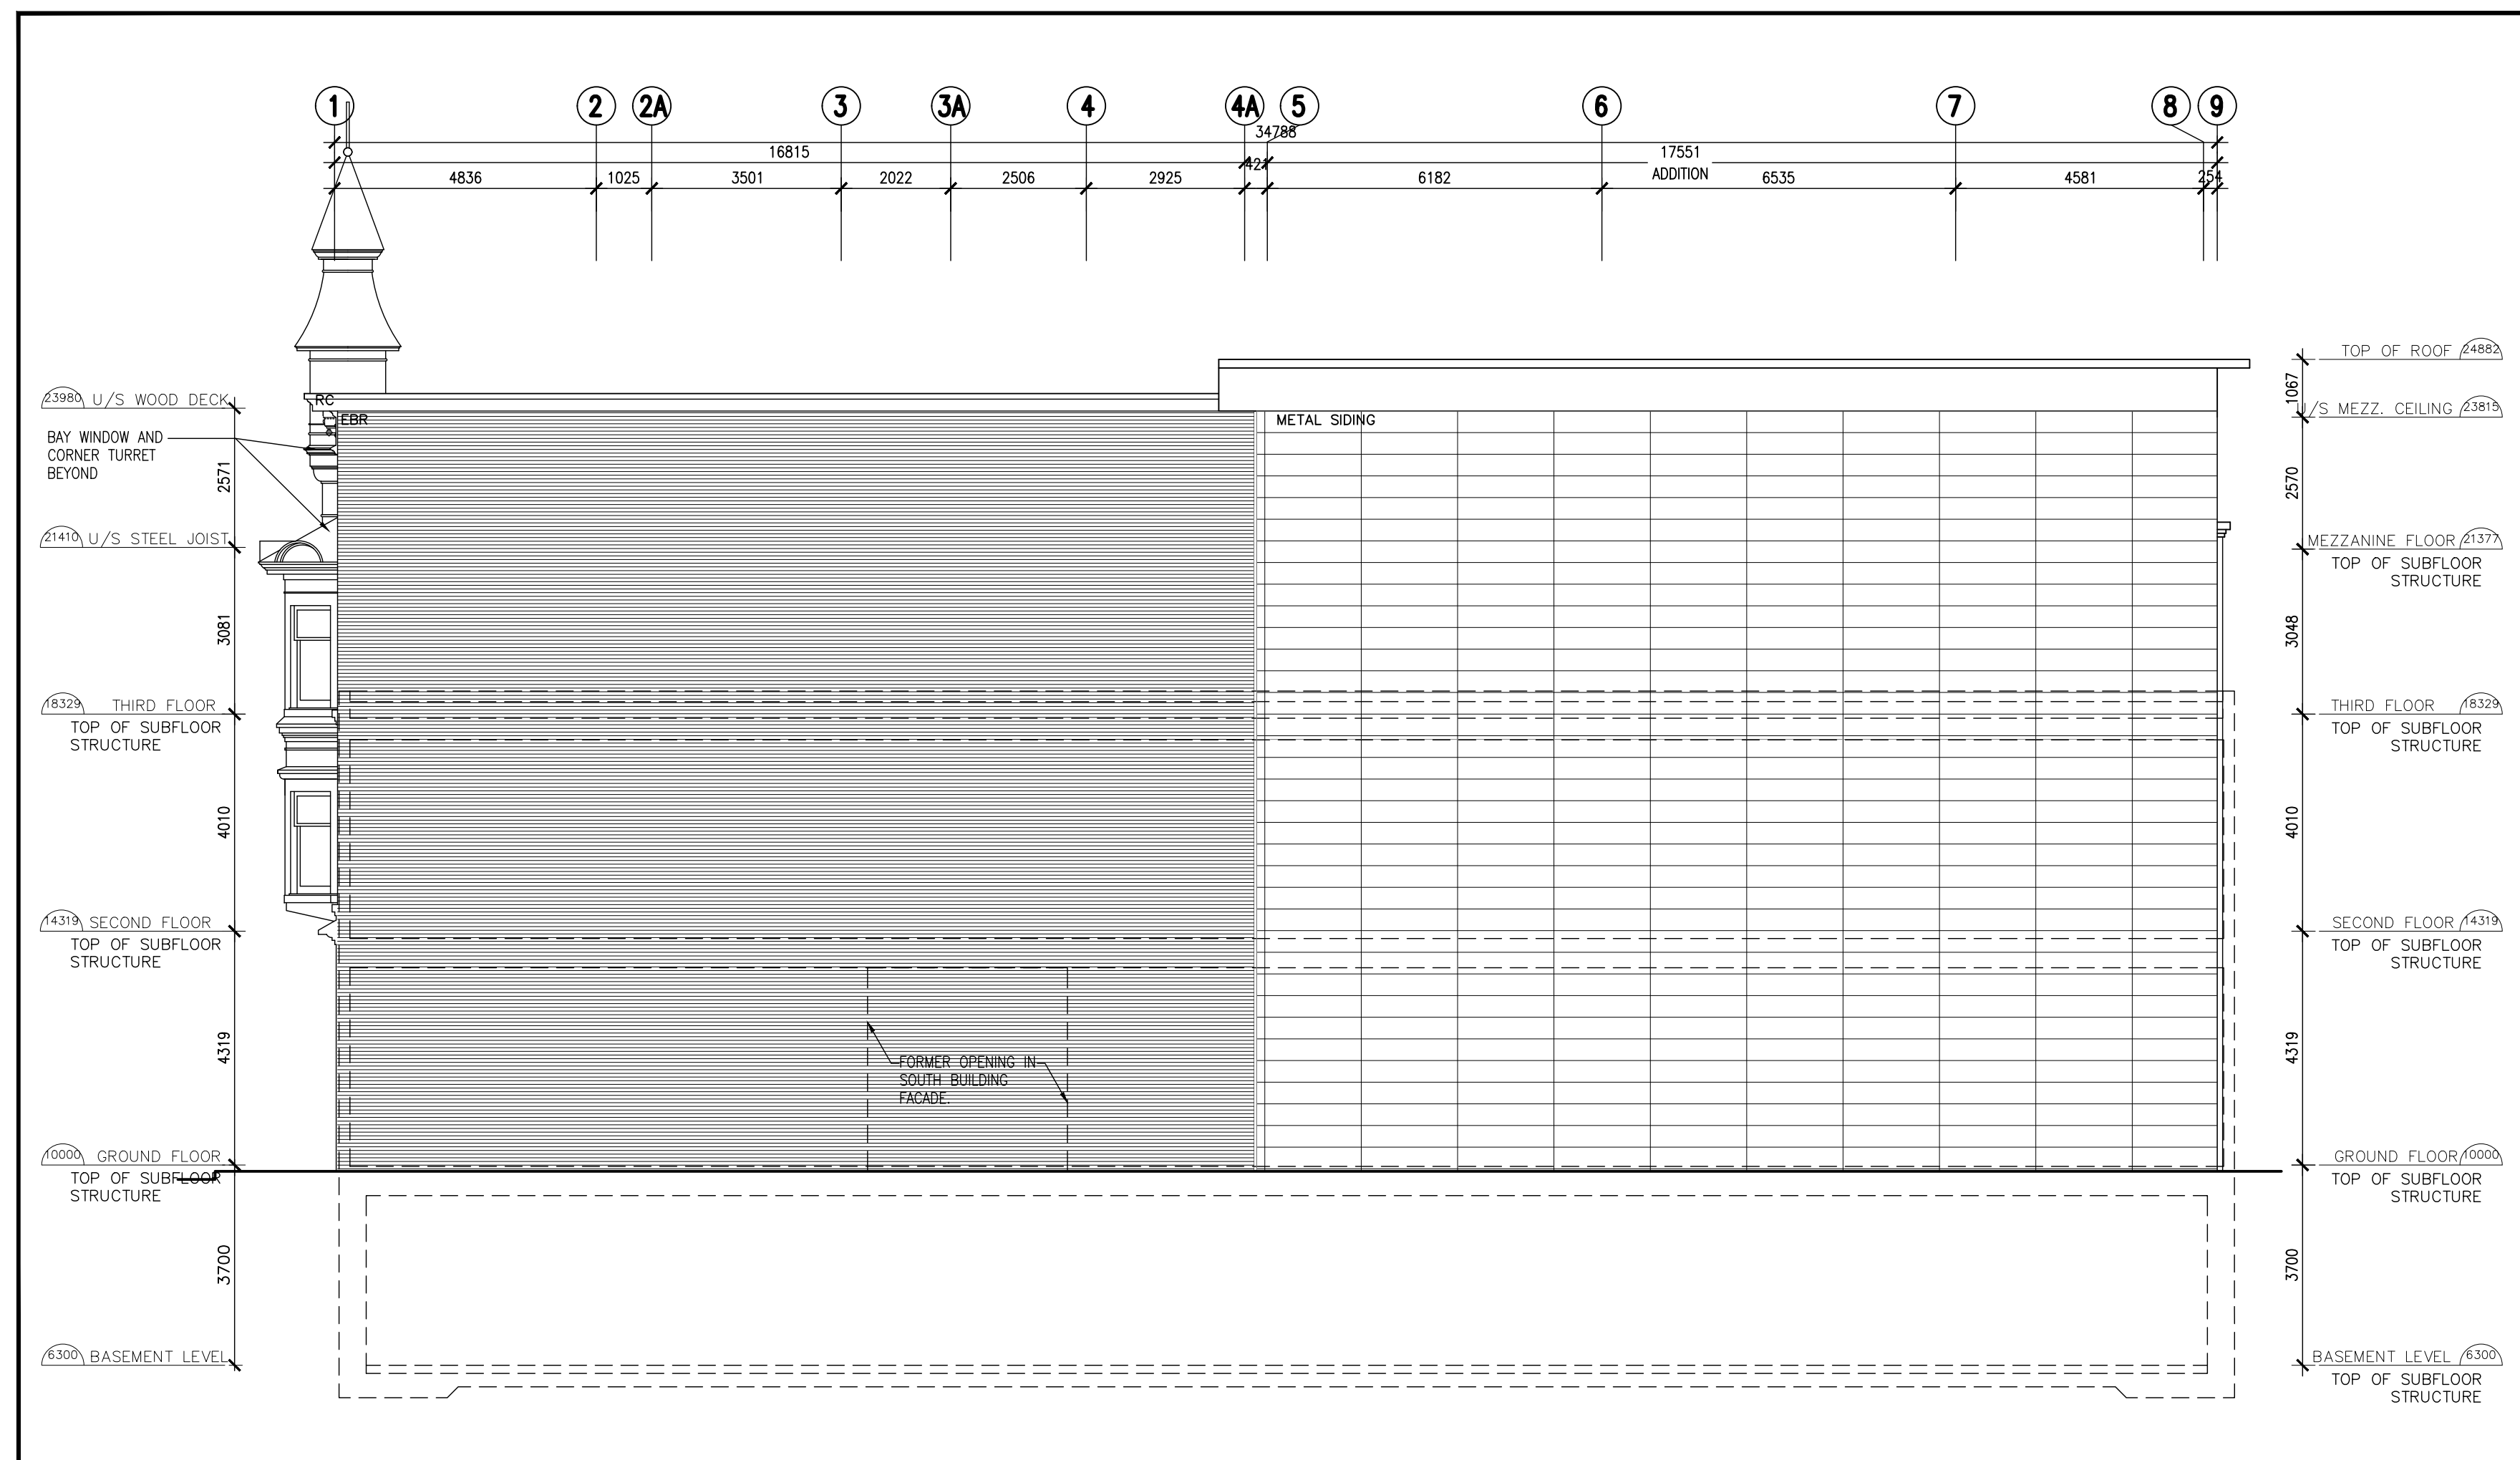 1 2 2A 3 3A 4 4A 5 6 7 8 9
34788
16815 421 17551
ADDITION
4836 1025 3501 2022 2506 2925 6182 6535 4581 254
23980 U/S WOOD DECK
BAY WINDOW AND
CORNER TURRET
BEYOND
2571
21410 U/S STEEL JOIST
3081
18329 THIRD FLOOR
TOP OF SUBFLOOR
STRUCTURE
4010
14319 SECOND FLOOR
TOP OF SUBFLOOR
STRUCTURE
4319
10000 GROUND FLOOR
TOP OF SUBFLOOR
STRUCTURE
3700
6300 BASEMENT LEVEL
RC
EBR
METAL SIDING
FORMER OPENING IN
SOUTH BUILDING
FACADE.
TOP OF ROOF 24882
1067
U/S MEZZ. CEILING 23815
2570
MEZZANINE FLOOR 21377
TOP OF SUBFLOOR
STRUCTURE
3048
THIRD FLOOR 18329
TOP OF SUBFLOOR
STRUCTURE
4010
SECOND FLOOR 14319
TOP OF SUBFLOOR
STRUCTURE
4319
GROUND FLOOR 10000
TOP OF SUBFLOOR
STRUCTURE
3700
BASEMENT LEVEL 6300
TOP OF SUBFLOOR
STRUCTURE